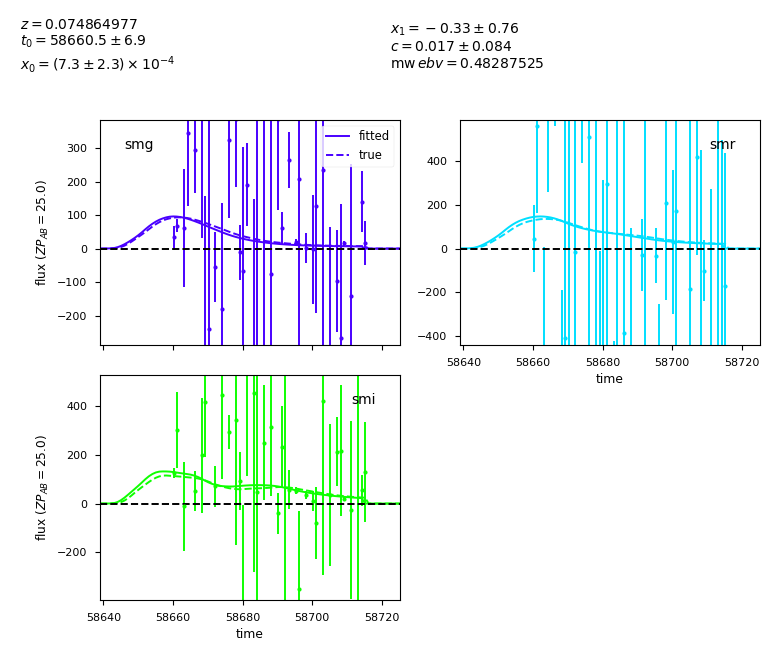 z = 0.074864977
t₀ = 58660.5 ± 6.9
x₀ = (7.3 ± 2.3) × 10⁻⁴
x₁ = −0.33 ± 0.76
c = 0.017 ± 0.084
mwebv = 0.48287525
smg
fitted
true
300
200
100
0
−100
−200
flux (ZP_AB = 25.0)
smr
400
200
0
−200
−400
58640 58660 58680 58700 58720
time
smi
400
200
0
−200
flux (ZP_AB = 25.0)
58640 58660 58680 58700 58720
time